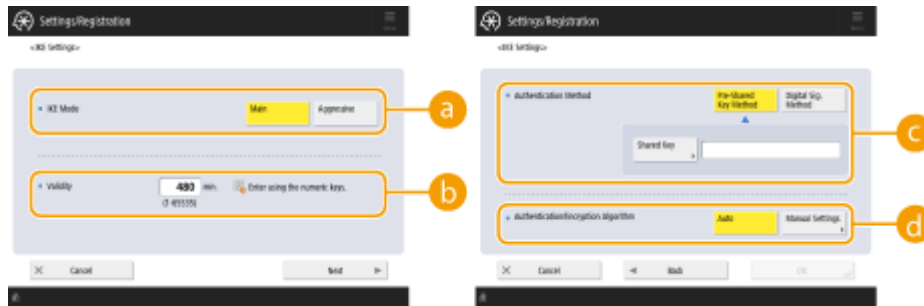 Settings/Registration
<IKE Settings>
IKE Mode
Main
Aggressive
a
Validity
480 min.
Enter using the numeric keys.
(1-65535)
b
Cancel
Next
Settings/Registration
<IKE Settings>
Authentication Method
Pre-Shared
Key Method
Digital Sig.
Method
Shared Key
c
Authentication/Encryption Algorithm
Auto
Manual Settings
d
Cancel
Back
OK